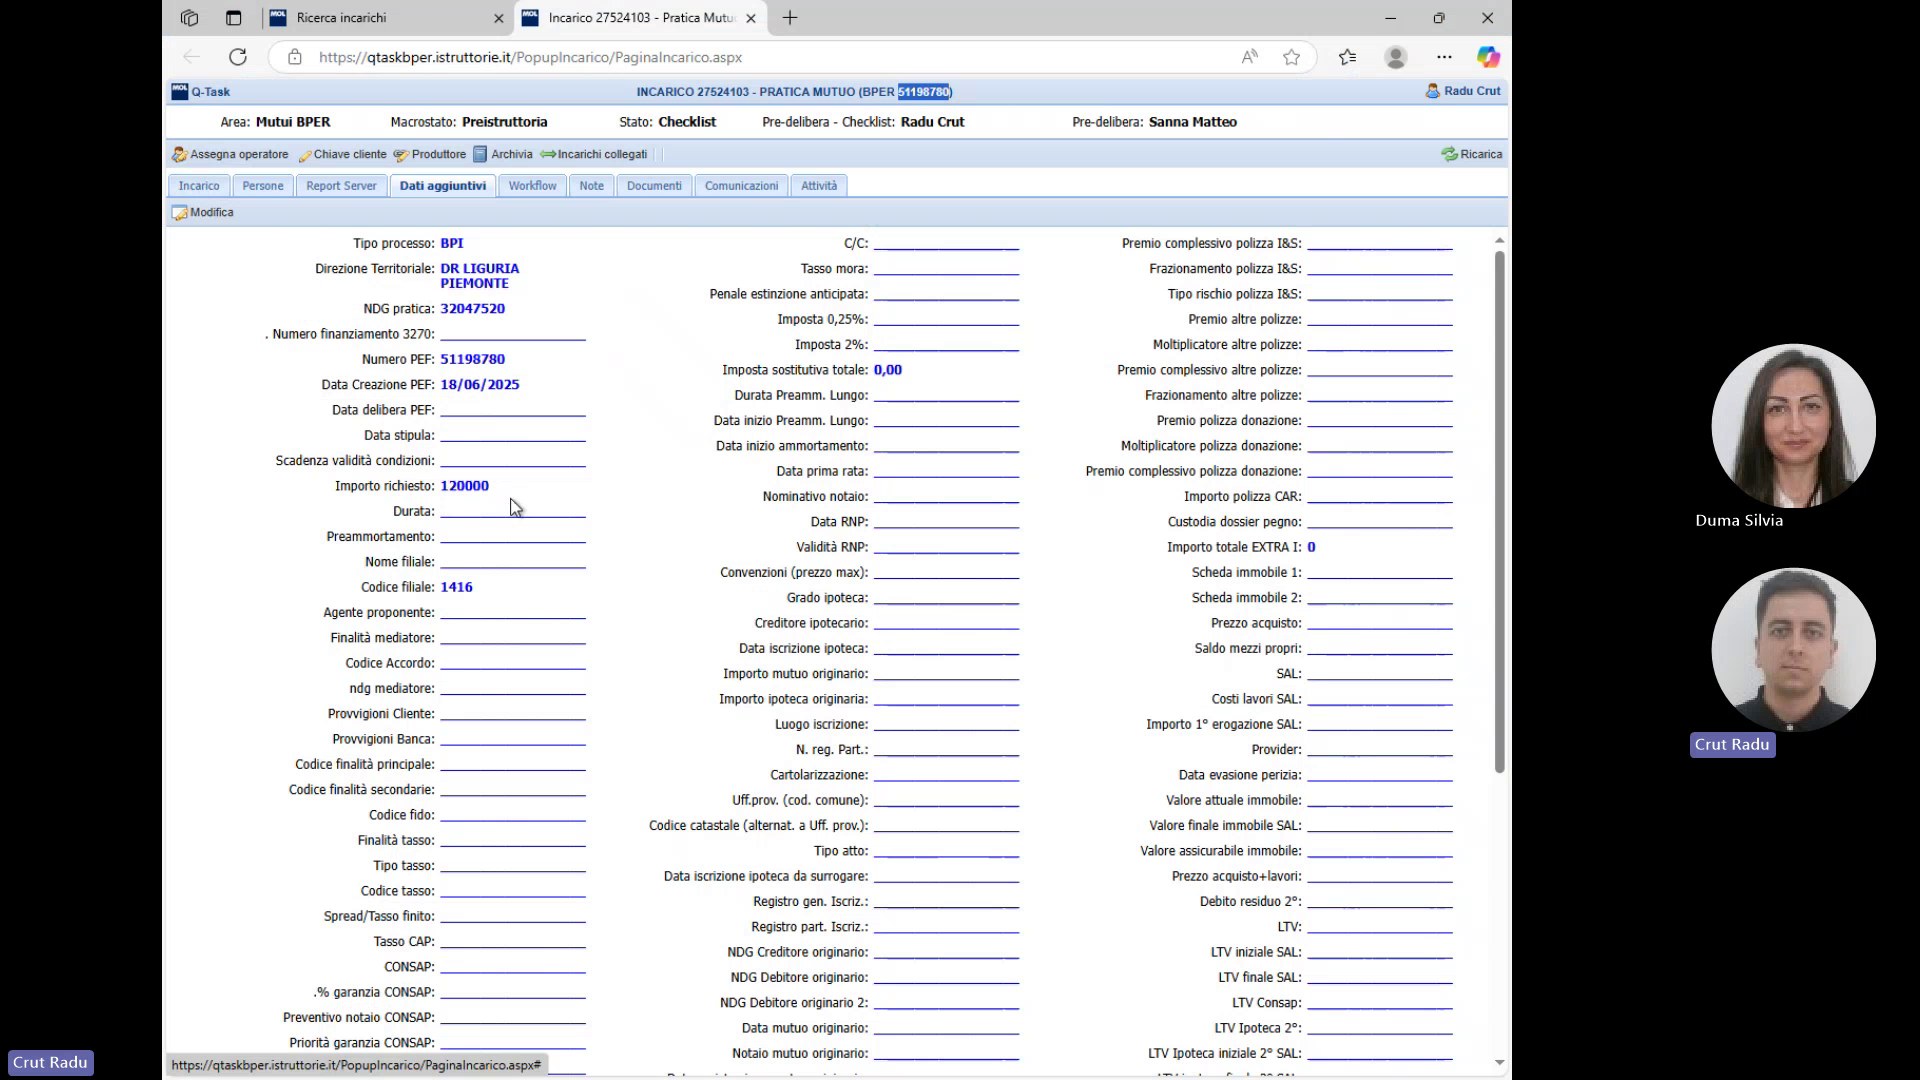 Ricerca incarichi
Incarico 27524103 - Pratica Mutu
https://qtaskbper.istruttorie.it/PopupIncarico/PaginaIncarico.aspx
MOL Q-Task
INCARICO 27524103 - PRATICA MUTUO (BPER 51198780)
Radu Crut
Area: Mutui BPER
Macrostato: Preistruttoria
Stato: Checklist
Pre-delibera - Checklist: Radu Crut
Pre-delibera: Sanna Matteo
Assegna operatore
Chiave cliente
Produttore
Archivia
Incarichi collegati
Ricarica
Incarico
Persone
Report Server
Dati aggiuntivi
Workflow
Note
Documenti
Comunicazioni
Attività
Modifica
Tipo processo: BPI
Direzione Territoriale: DR LIGURIA
PIEMONTE
NDG pratica: 32047520
. Numero finanziamento 3270:
Numero PEF: 51198780
Data Creazione PEF: 18/06/2025
Data delibera PEF:
Data stipula:
Scadenza validità condizioni:
Importo richiesto: 120000
Durata:
Preammortamento:
Nome filiale:
Codice filiale: 1416
Agente proponente:
Finalità mediatore:
Codice Accordo:
ndg mediatore:
Provvigioni Cliente:
Provvigioni Banca:
Codice finalità principale:
Codice finalità secondarie:
Codice fido:
Finalità tasso:
Tipo tasso:
Codice tasso:
Spread/Tasso finito:
Tasso CAP:
CONSAP:
.% garanzia CONSAP:
Preventivo notaio CONSAP:
Priorità garanzia CONSAP:
C/C:
Tasso mora:
Penale estinzione anticipata:
Imposta 0,25%:
Imposta 2%:
Imposta sostitutiva totale: 0,00
Durata Preamm. Lungo:
Data inizio Preamm. Lungo:
Data inizio ammortamento:
Data prima rata:
Nominativo notaio:
Data RNP:
Validità RNP:
Convenzioni (prezzo max):
Grado ipoteca:
Creditore ipotecario:
Data iscrizione ipoteca:
Importo mutuo originario:
Importo ipoteca originaria:
Luogo iscrizione:
N. reg. Part.:
Cartolarizzazione:
Uff.prov. (cod. comune):
Codice catastale (alternat. a Uff. prov.):
Tipo atto:
Data iscrizione ipoteca da surrogare:
Registro gen. Iscriz.:
Registro part. Iscriz.:
NDG Creditore originario:
NDG Debitore originario:
NDG Debitore originario 2:
Data mutuo originario:
Notaio mutuo originario:
Premio complessivo polizza I&S:
Frazionamento polizza I&S:
Tipo rischio polizza I&S:
Premio altre polizze:
Moltiplicatore altre polizze:
Premio complessivo altre polizze:
Frazionamento altre polizze:
Premio polizza donazione:
Moltiplicatore polizza donazione:
Premio complessivo polizza donazione:
Importo polizza CAR:
Custodia dossier pegno:
Importo totale EXTRA I: 0
Scheda immobile 1:
Scheda immobile 2:
Prezzo acquisto:
Saldo mezzi propri:
SAL:
Costi lavori SAL:
Importo 1° erogazione SAL:
Provider:
Data evasione perizia:
Valore attuale immobile:
Valore finale immobile SAL:
Valore assicurabile immobile:
Prezzo acquisto+lavori:
Debito residuo 2°:
LTV:
LTV iniziale SAL:
LTV finale SAL:
LTV Consap:
LTV Ipoteca 2°:
LTV Ipoteca iniziale 2° SAL:
https://qtaskbper.istruttorie.it/PopupIncarico/PaginaIncarico.aspx#
Duma Silvia
Crut Radu
Crut Radu